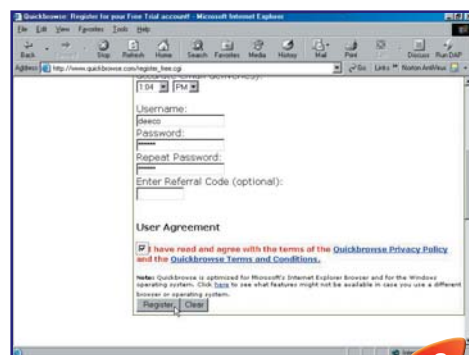 Quickbrowse: Register for your Free Trial account! - Microsoft Internet Explorer
File Edit View Favorites Tools Help
Back Stop Refresh Home Search Favorites Media History Mail Print Discuss Run DAP
Address http://www.quickbrowse.com/register_free.cgi Go Links » Norton AntiVirus
accurate email deliveries):
1:04 PM
Username:
deeco
Password:
******
Repeat Password:
******
Enter Referral Code (optional):
User Agreement
I have read and agree with the terms of the Quickbrowse Privacy Policy
and the Quickbrowse Terms and Conditions.
Note: Quickbrowse is optimized for Microsoft's Internet Explorer Browser and for the Windows
operating system. Click here to see what features might not be available in case you use a different
browser or operating system.
Register Clear